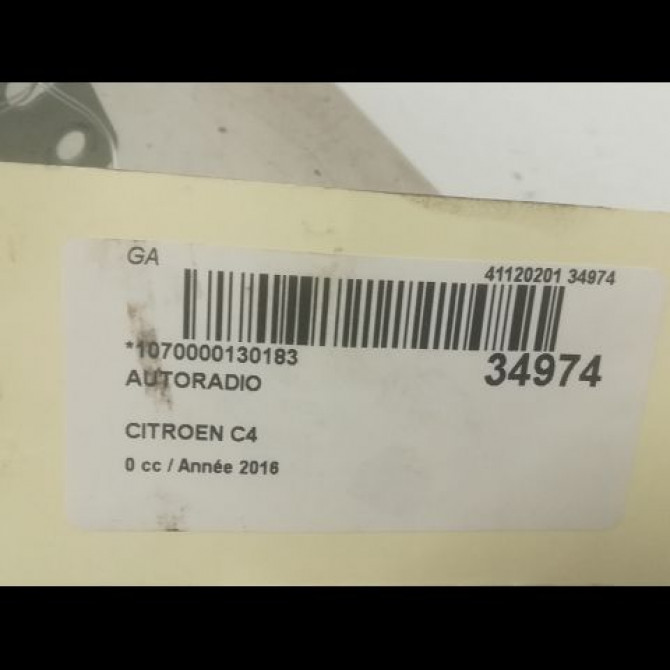 GA
41120201 34974
*1070000130183
34974
AUTORADIO
CITROEN C4
0 cc / Année 2016